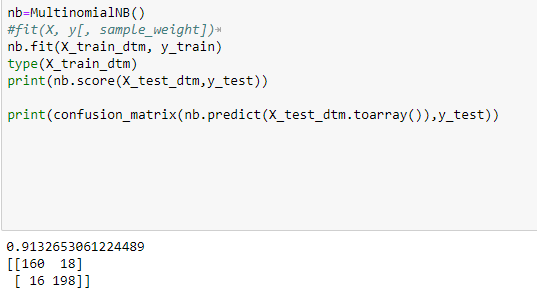 nb=MultinomialNB()
#fit(X, y[, sample_weight])¤
nb.fit(X_train_dtm, y_train)
type(X_train_dtm)
print(nb.score(X_test_dtm,y_test))
print(confusion_matrix(nb.predict(X_test_dtm.toarray()),y_test))
0.9132653061224489
[[160  18]
 [ 16 198]]